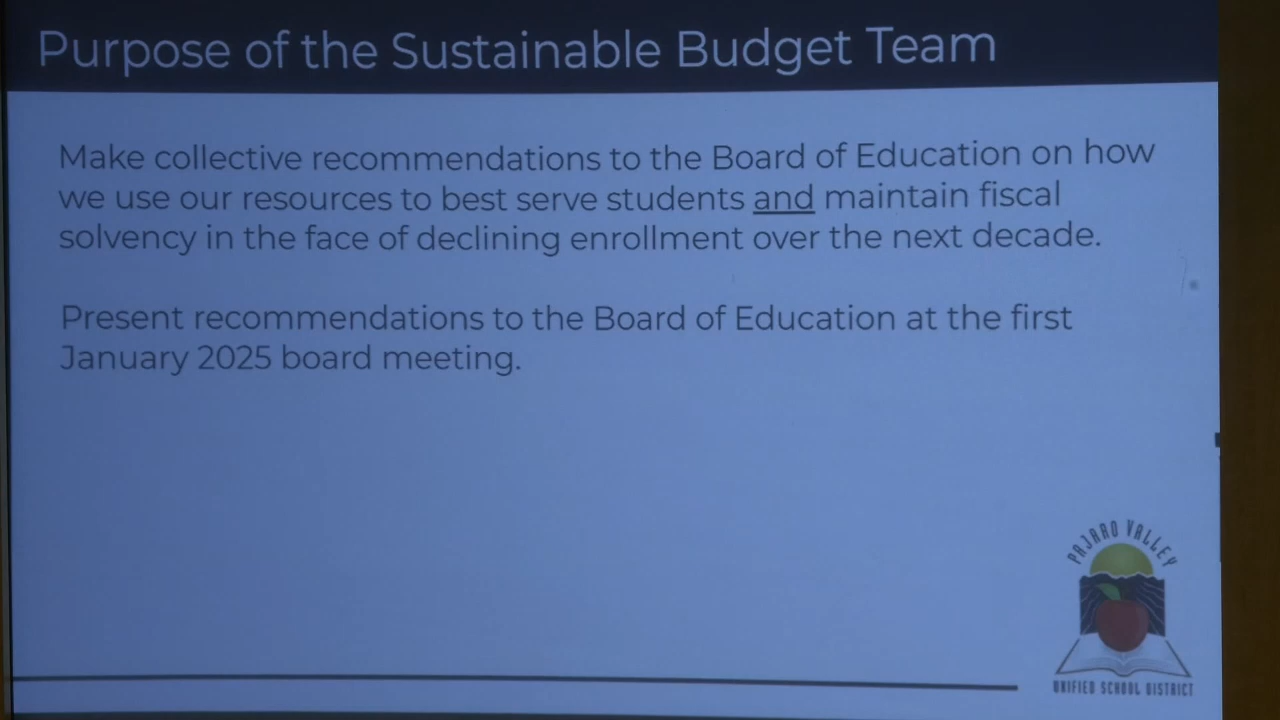 Purpose of the Sustainable Budget Team
Make collective recommendations to the Board of Education on how
we use our resources to best serve students and maintain fiscal
solvency in the face of declining enrollment over the next decade.
Present recommendations to the Board of Education at the first
January 2025 board meeting.
PAJARO VALLEY
UNIFIED SCHOOL DISTRICT